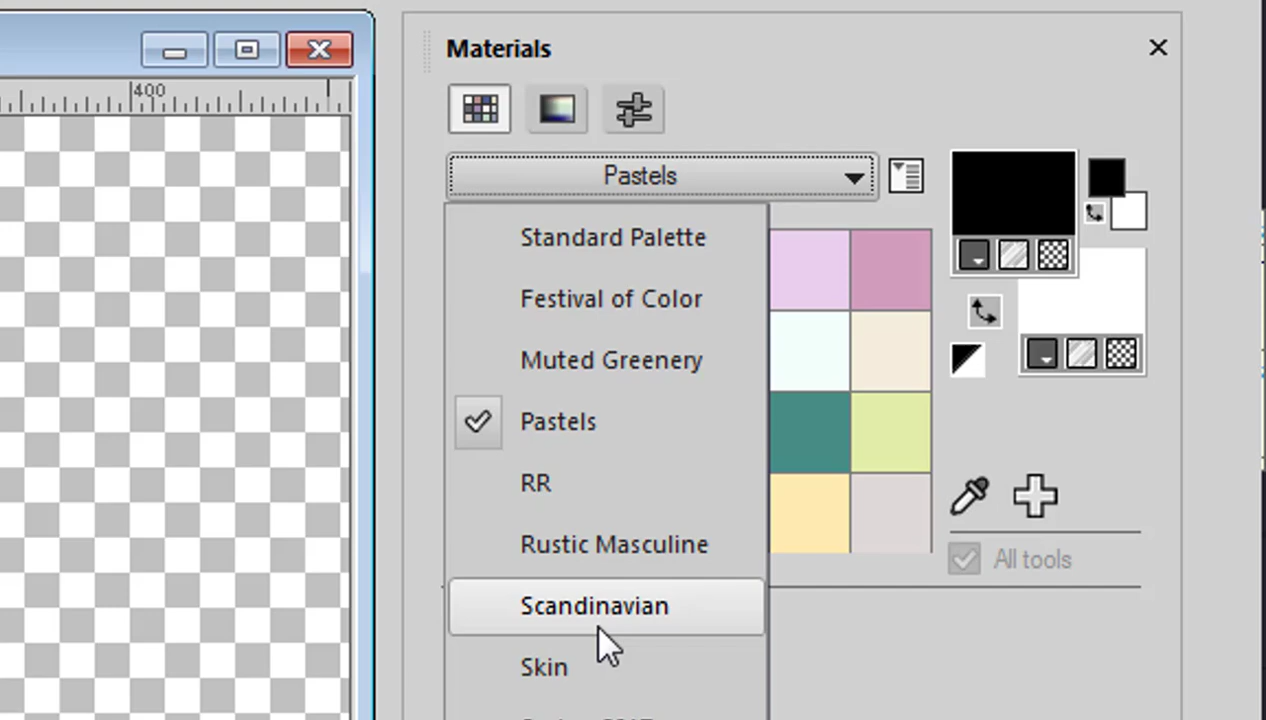 Materials
400
Pastels
Standard Palette
Festival of Color
Muted Greenery
Pastels
RR
Rustic Masculine
Scandinavian
Skin
All tools